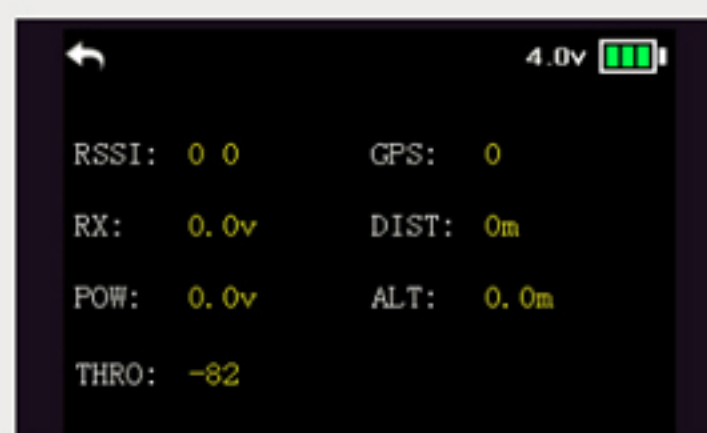 4.0v
RSSI: 0 0 GPS: 0
RX: 0.0v DIST: 0m
POW: 0.0v ALT: 0.0m
THRO: -82